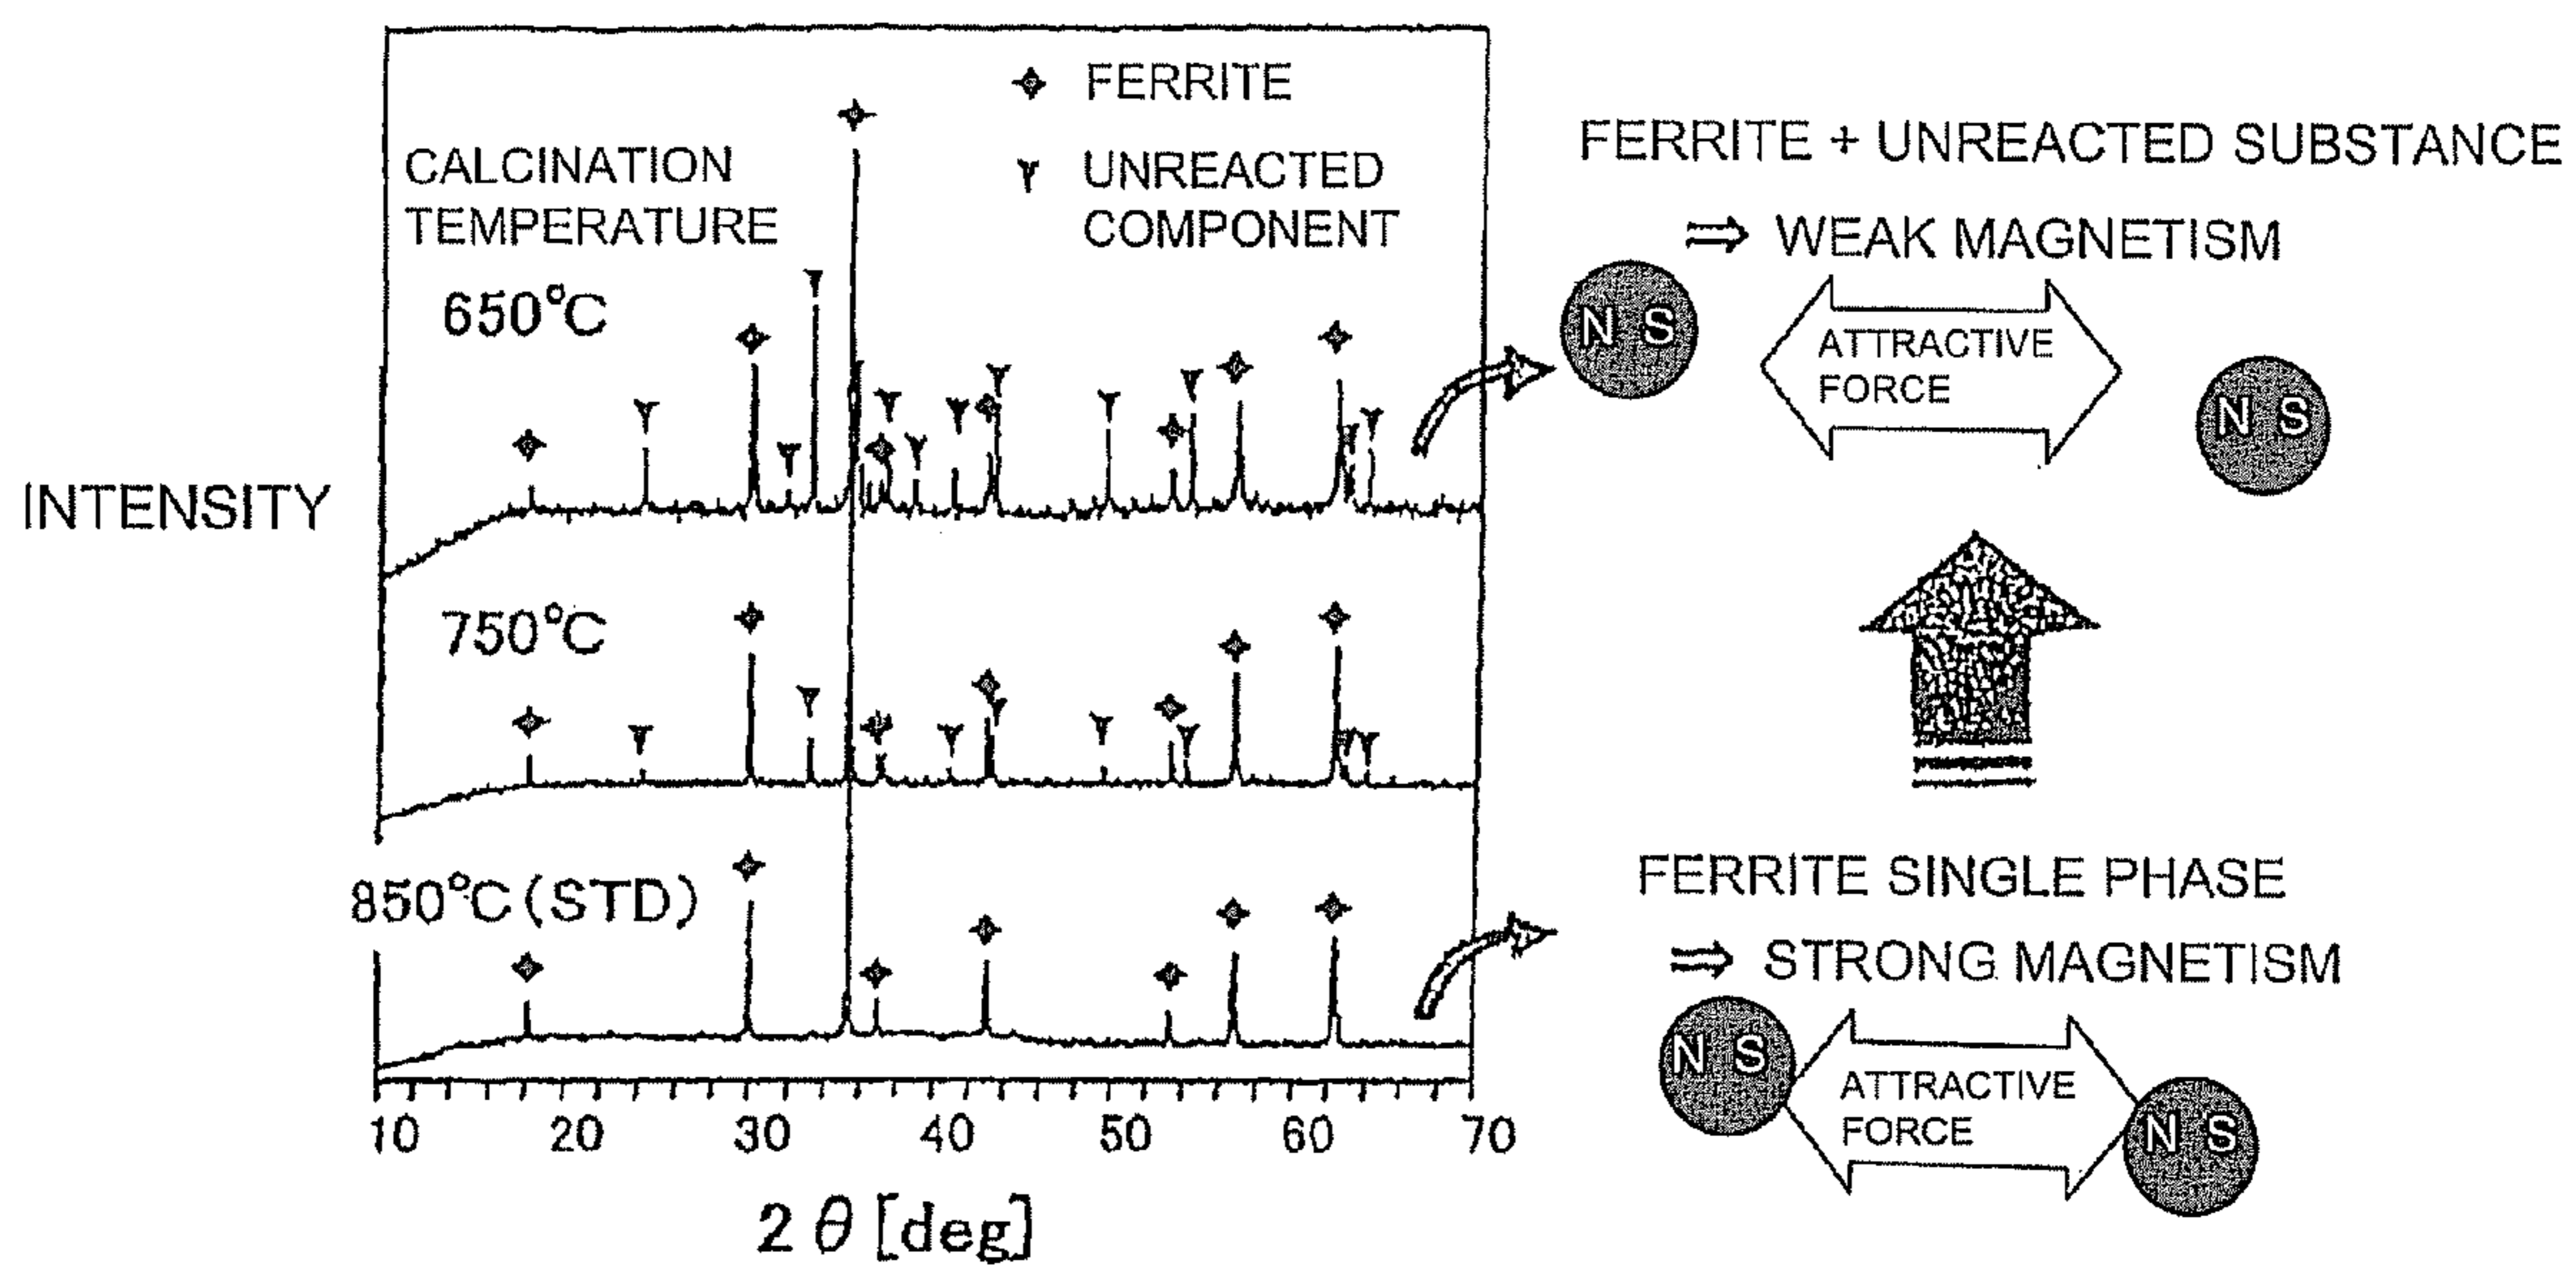 FERRITE
UNREACTED
COMPONENT
CALCINATION
TEMPERATURE
650°C
750°C
850°C(STD)
INTENSITY
10 20 30 40 50 60 70
2θ[deg]
FERRITE + UNREACTED SUBSTANCE
⇒ WEAK MAGNETISM
N S
ATTRACTIVE
FORCE
N S
FERRITE SINGLE PHASE
⇒ STRONG MAGNETISM
N S
ATTRACTIVE
FORCE
N S